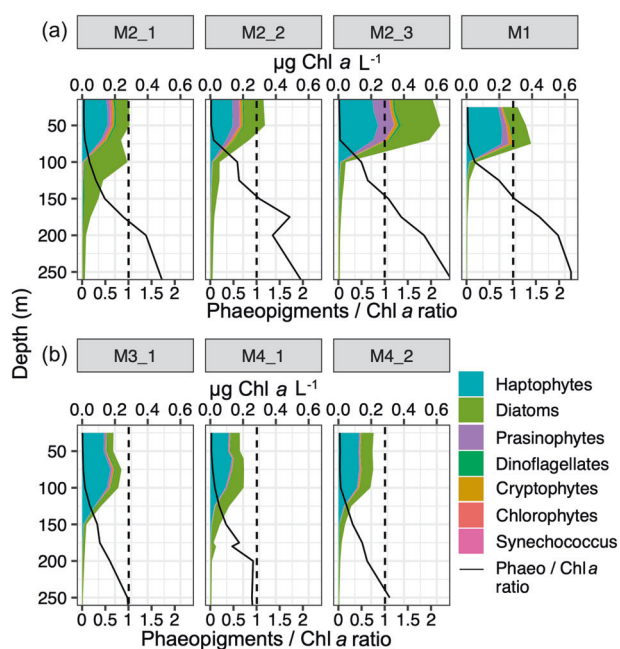 (a) M2_1 M2_2 M2_3 M1
µg Chl a L⁻¹
0 0.2 0.4 0.6 0 0.2 0.4 0.6 0 0.2 0.4 0.6 0 0.2 0.4 0.6
50
100
150
200
250
0 0.5 1 1.5 2 0 0.5 1 1.5 2 0 0.5 1 1.5 2 0 0.5 1 1.5 2
Phaeopigments / Chl a ratio
Depth (m)
(b) M3_1 M4_1 M4_2
µg Chl a L⁻¹
0 0.2 0.4 0.6 0 0.2 0.4 0.6 0 0.2 0.4 0.6
50
100
150
200
250
0 0.5 1 1.5 2 0 0.5 1 1.5 2 0 0.5 1 1.5 2
Phaeopigments / Chl a ratio
Haptophytes
Diatoms
Prasinophytes
Dinoflagellates
Cryptophytes
Chlorophytes
Synechococcus
Phaeo / Chl a
ratio